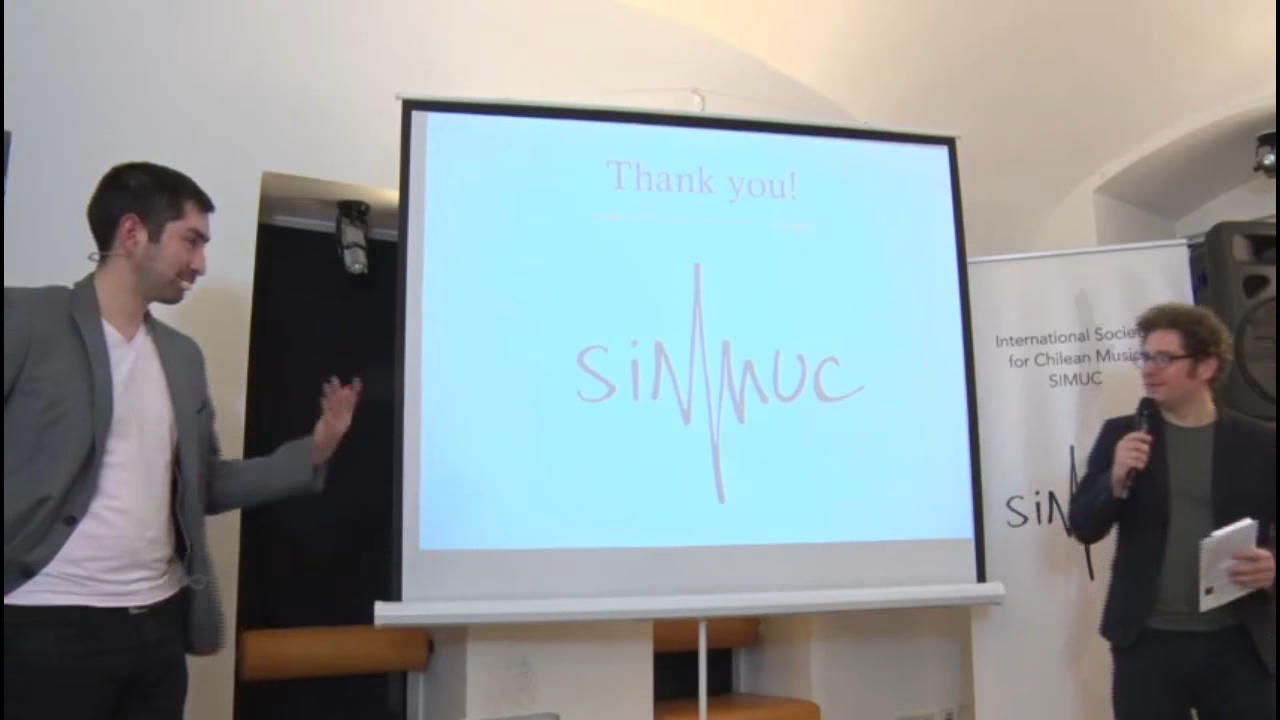 Thank you!
SiMUC
International Socie
for Chilean Music
SIMUC
SiM